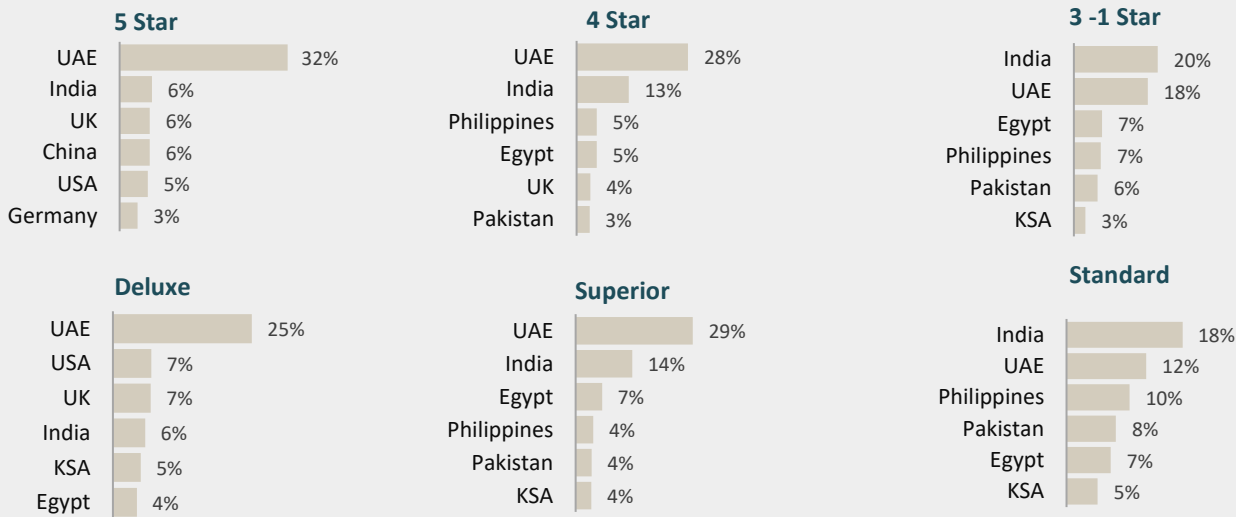 5 Star
UAE 32%
India 6%
UK 6%
China 6%
USA 5%
Germany 3%
4 Star
UAE 28%
India 13%
Philippines 5%
Egypt 5%
UK 4%
Pakistan 3%
3 -1 Star
India 20%
UAE 18%
Egypt 7%
Philippines 7%
Pakistan 6%
KSA 3%
Deluxe
UAE 25%
USA 7%
UK 7%
India 6%
KSA 5%
Egypt 4%
Superior
UAE 29%
India 14%
Egypt 7%
Philippines 4%
Pakistan 4%
KSA 4%
Standard
India 18%
UAE 12%
Philippines 10%
Pakistan 8%
Egypt 7%
KSA 5%